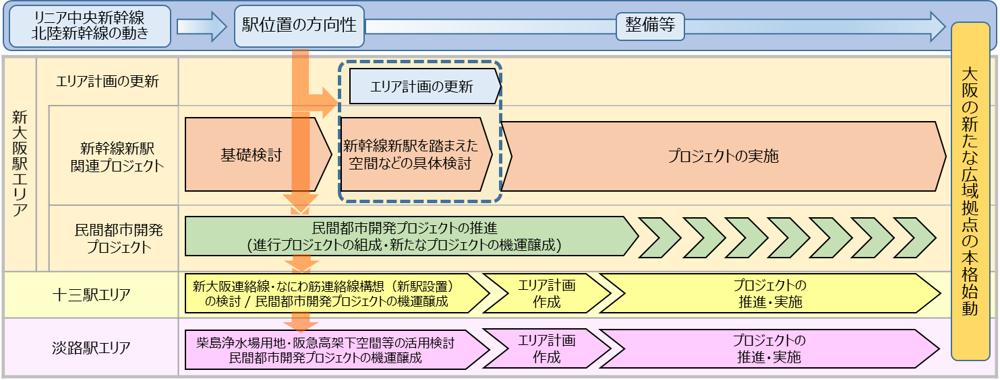 リニア中央新幹線
北陸新幹線の動き
駅位置の方向性
整備等
大阪の新たな広域拠点の本格始動
新大阪駅エリア
エリア計画の更新
エリア計画の更新
新幹線新駅
関連プロジェクト
基礎検討
新幹線新駅を踏まえた
空間などの具体検討
プロジェクトの実施
民間都市開発
プロジェクト
民間都市開発プロジェクトの推進
(進行プロジェクトの組成・新たなプロジェクトの機運醸成)
十三駅エリア
新大阪連絡線・なにわ筋連絡線構想（新駅設置）
の検討 / 民間都市開発プロジェクトの機運醸成
エリア計画
作成
プロジェクトの
推進・実施
淡路駅エリア
柴島浄水場用地・阪急高架下空間等の活用検討
民間都市開発プロジェクトの機運醸成
エリア計画
作成
プロジェクトの
推進・実施